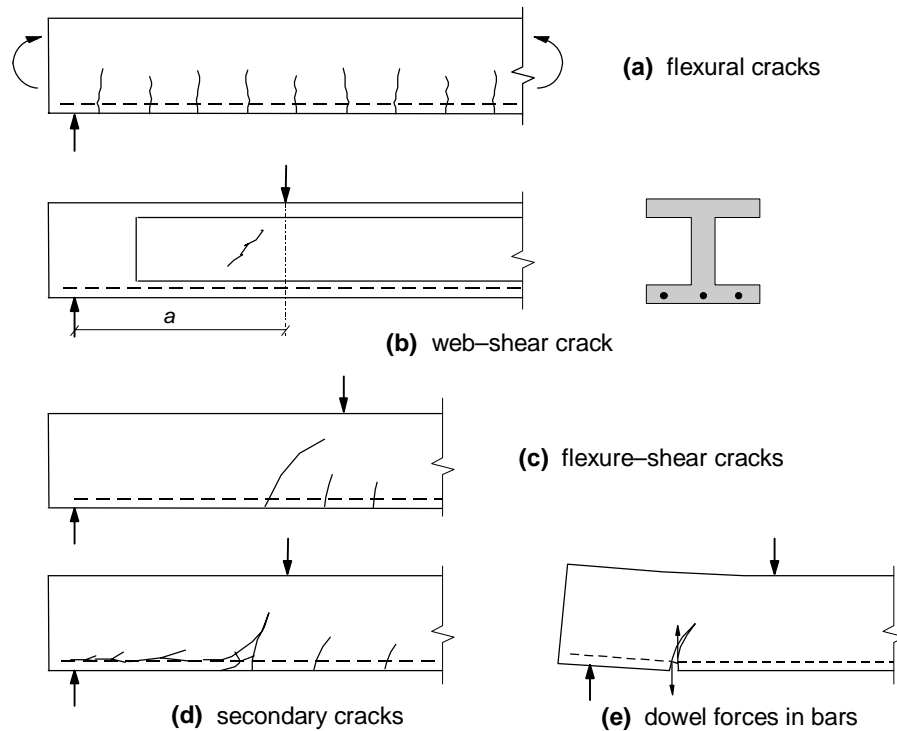 (a) flexural cracks
a
(b) web–shear crack
(c) flexure–shear cracks
(d) secondary cracks
(e) dowel forces in bars